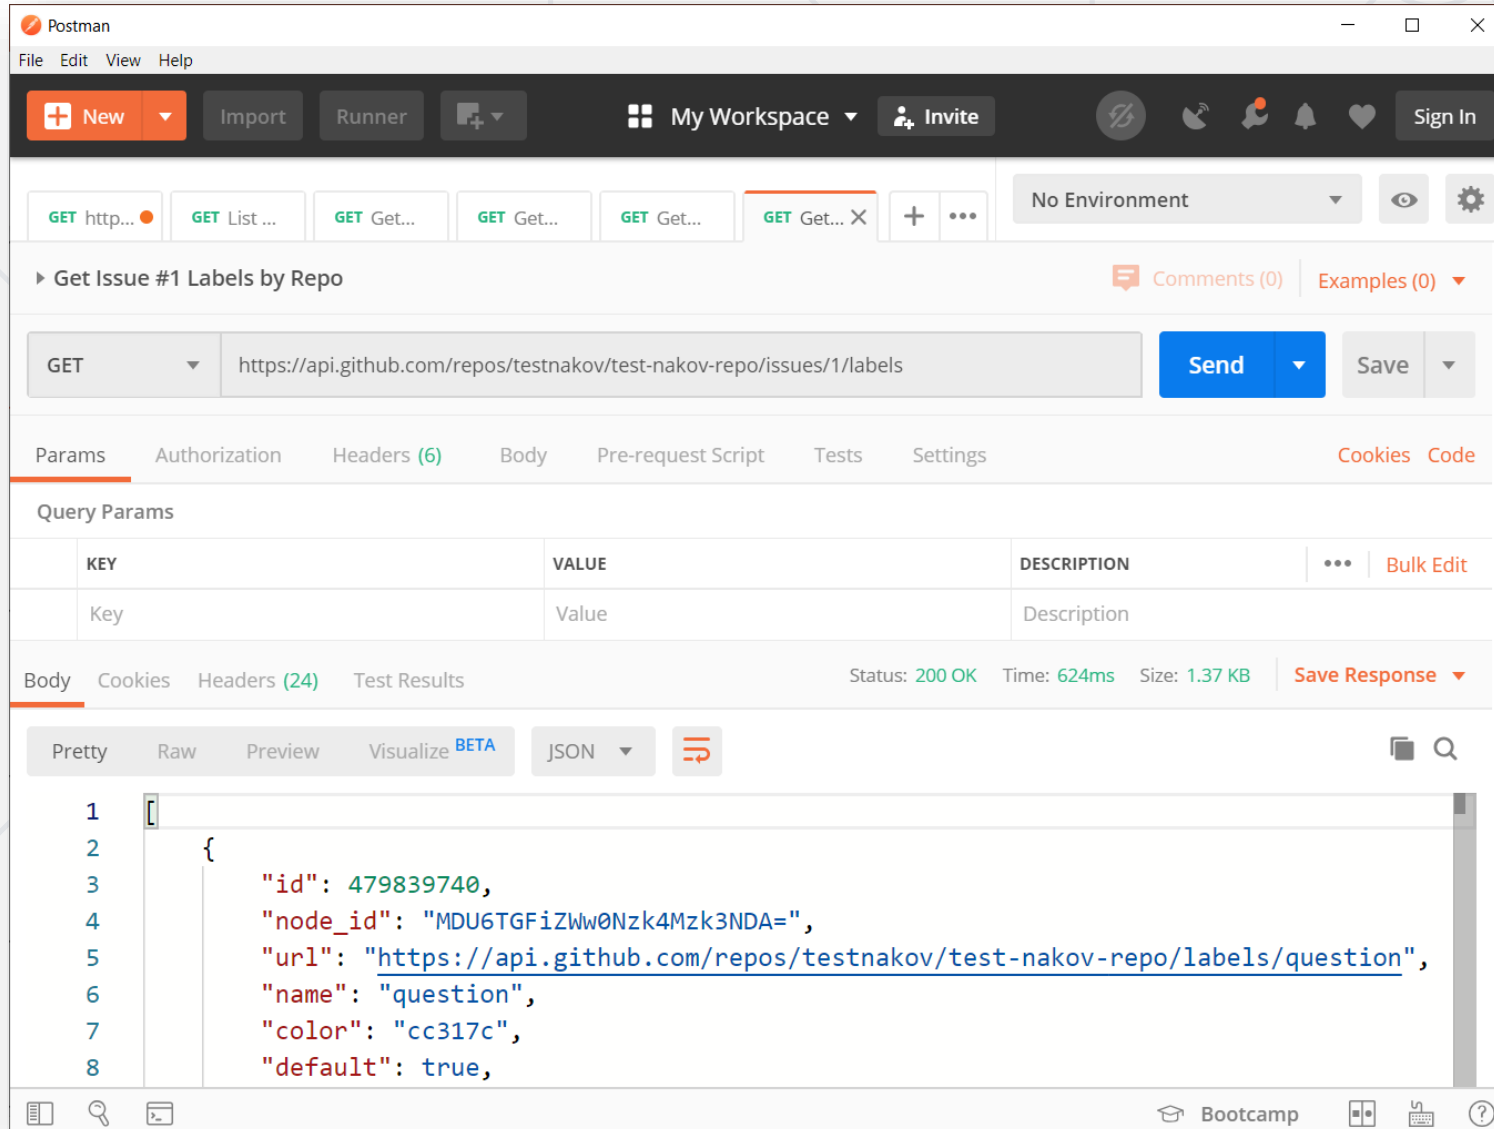 Postman
File Edit View Help
New Import Runner My Workspace Invite Sign In
GET http... GET List ... GET Get... GET Get... GET Get... GET Get... No Environment
Get Issue #1 Labels by Repo Comments (0) Examples (0)
GET https://api.github.com/repos/testnakov/test-nakov-repo/issues/1/labels Send Save
Params Authorization Headers (6) Body Pre-request Script Tests Settings Cookies Code
Query Params
KEY VALUE DESCRIPTION Bulk Edit
Key Value Description
Body Cookies Headers (24) Test Results Status: 200 OK Time: 624ms Size: 1.37 KB Save Response
Pretty Raw Preview Visualize BETA JSON
1 [
2 {
3 "id": 479839740,
4 "node_id": "MDU6TGFiZWw0Nzk4Mzk3NDA=",
5 "url": "https://api.github.com/repos/testnakov/test-nakov-repo/labels/question",
6 "name": "question",
7 "color": "cc317c",
8 "default": true,
Bootcamp